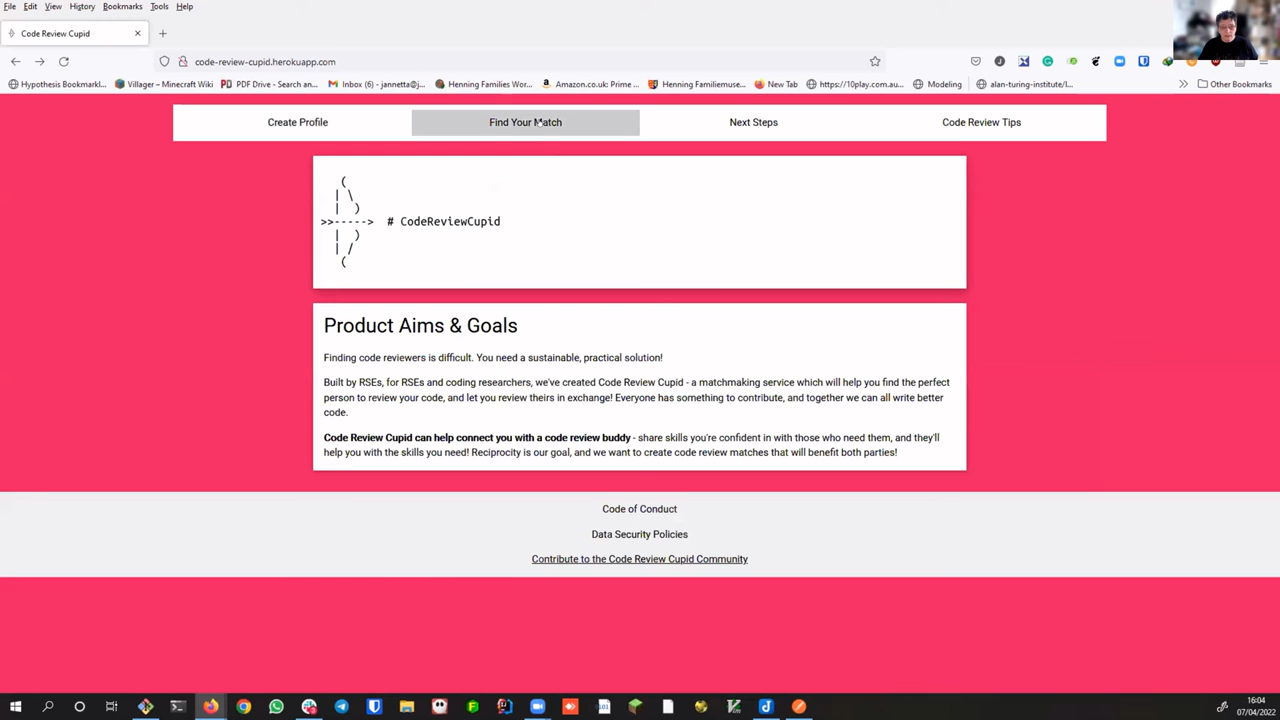 File Edit View History Bookmarks Tools Help
Code Review Cupid
code-review-cupid.herokuapp.com
Hypothesis Bookmarkl... Villager – Minecraft Wiki PDF Drive - Search an... Inbox (6) - jannetta@j... Henning Families Wor... Amazon.co.uk: Prime ... Henning Familiemuse... New Tab https://10play.com.au... Modeling alan-turing-institute/l... Other Bookmarks
Create Profile Find Your Match Next Steps Code Review Tips
(
| \
| )
>>-----> # CodeReviewCupid
| )
| /
(
Product Aims & Goals
Finding code reviewers is difficult. You need a sustainable, practical solution!
Built by RSEs, for RSEs and coding researchers, we've created Code Review Cupid - a matchmaking service which will help you find the perfect
person to review your code, and let you review theirs in exchange! Everyone has something to contribute, and together we can all write better
code.
Code Review Cupid can help connect you with a code review buddy - share skills you're confident in with those who need them, and they'll
help you with the skills you need! Reciprocity is our goal, and we want to create code review matches that will benefit both parties!
Code of Conduct
Data Security Policies
Contribute to the Code Review Cupid Community
16:04
07/04/2022